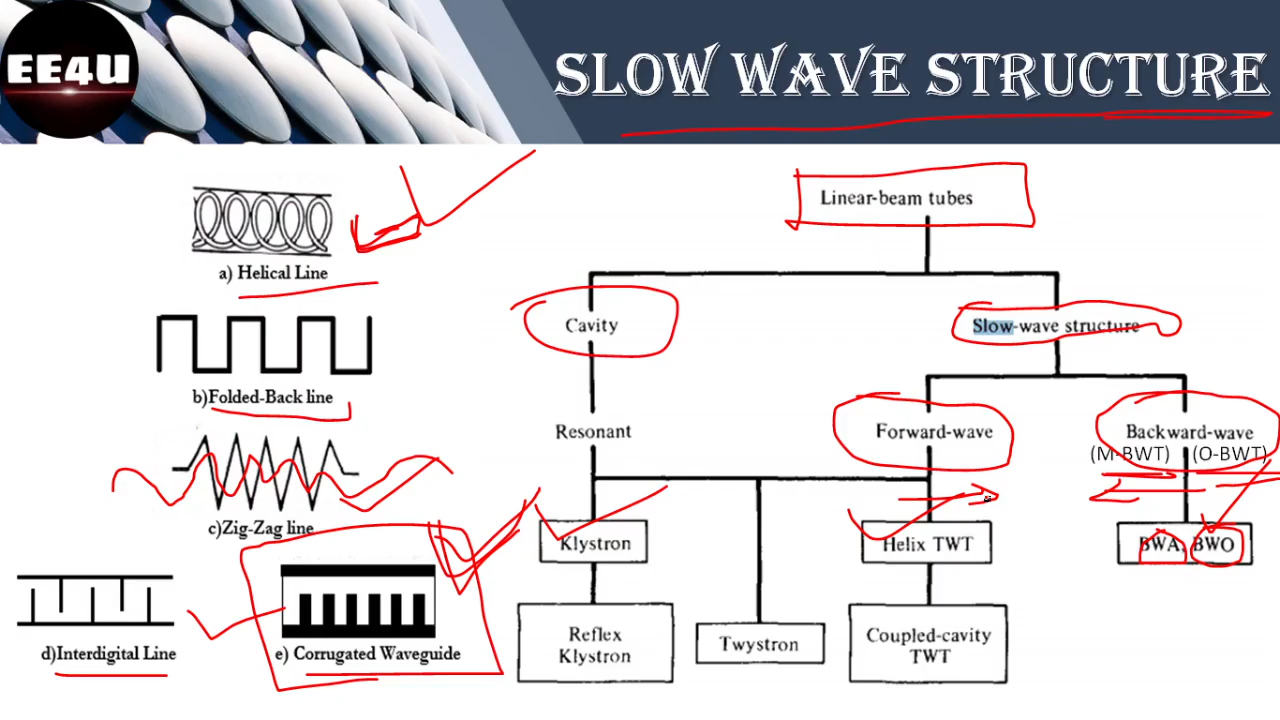 EE4U
SLOW WAVE STRUCTURE
a) Helical Line
b)Folded-Back line
c)Zig-Zag line
d)Interdigital Line
e) Corrugated Waveguide
Linear-beam tubes
Cavity
Slow-wave structure
Resonant
Forward-wave
Backward-wave
(M-BWT)
(O-BWT)
Klystron
Helix TWT
BWA, BWO
Reflex
Klystron
Twystron
Coupled-cavity
TWT